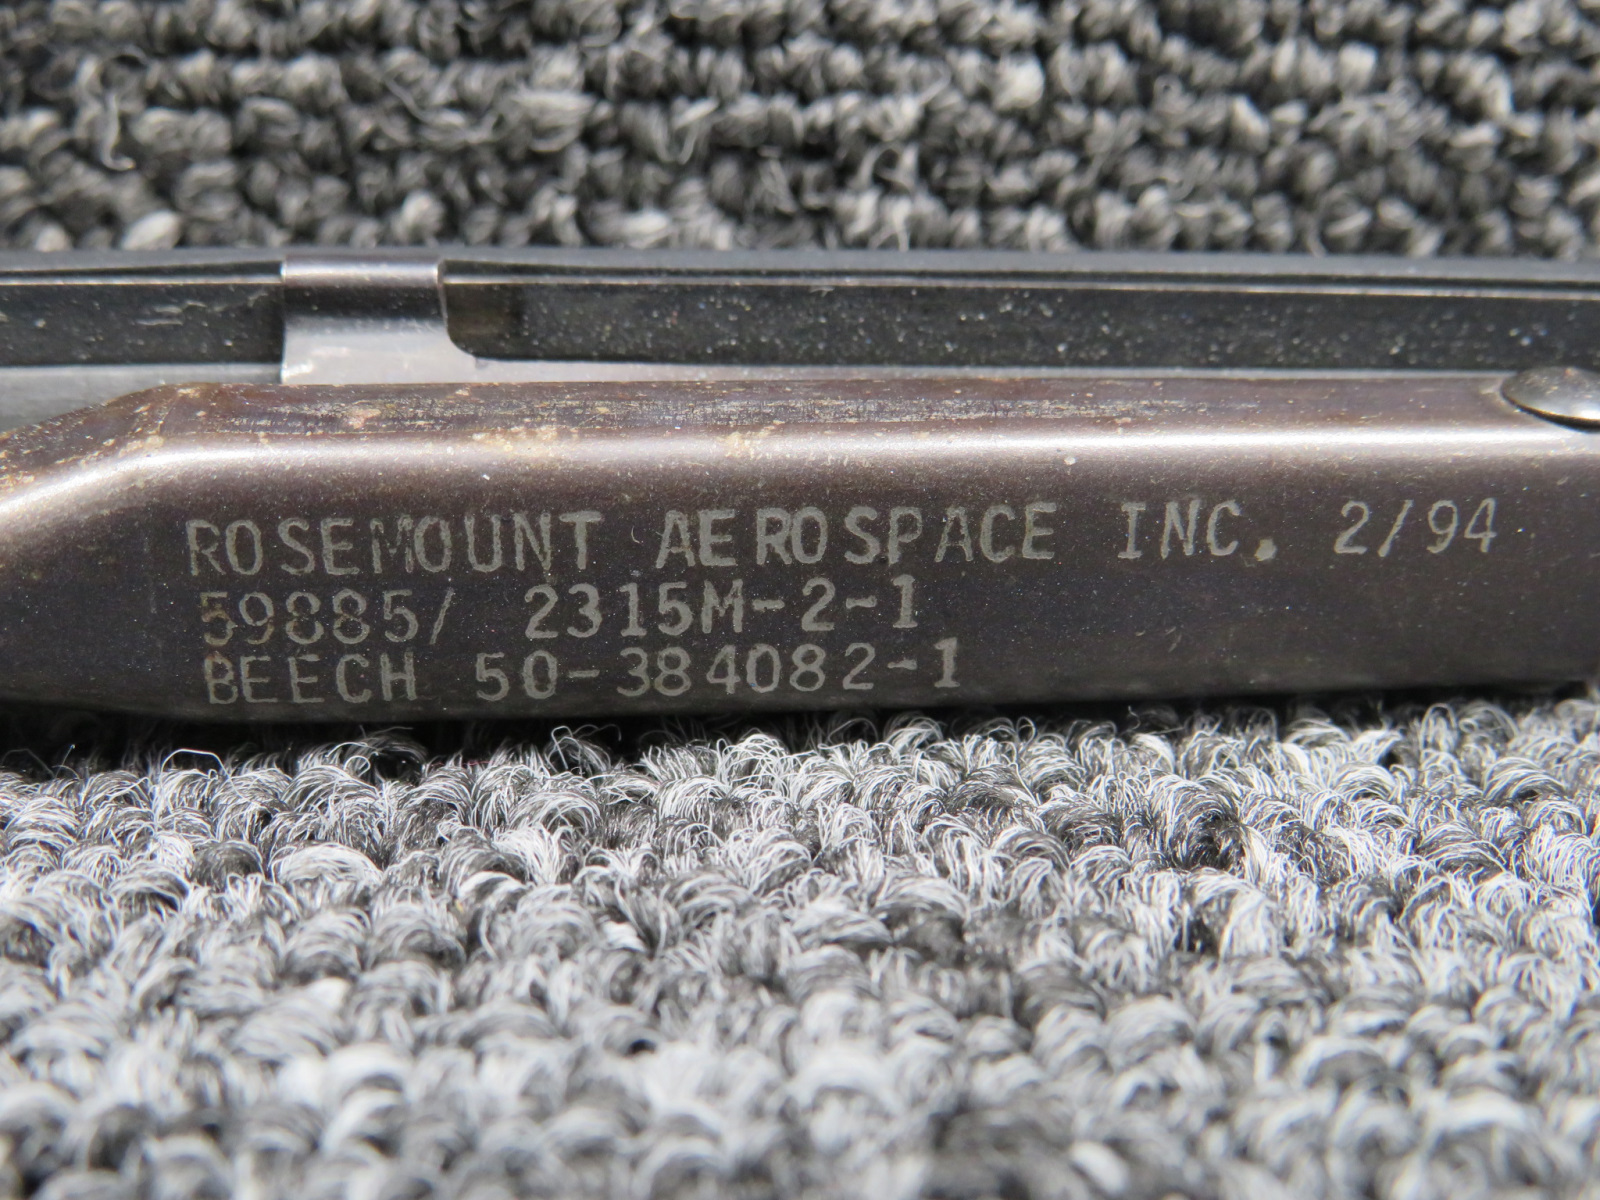 ROSEMOUNT AEROSPACE INC. 2/94
59885/ 2315M-2-1
BEECH 50-384082-1